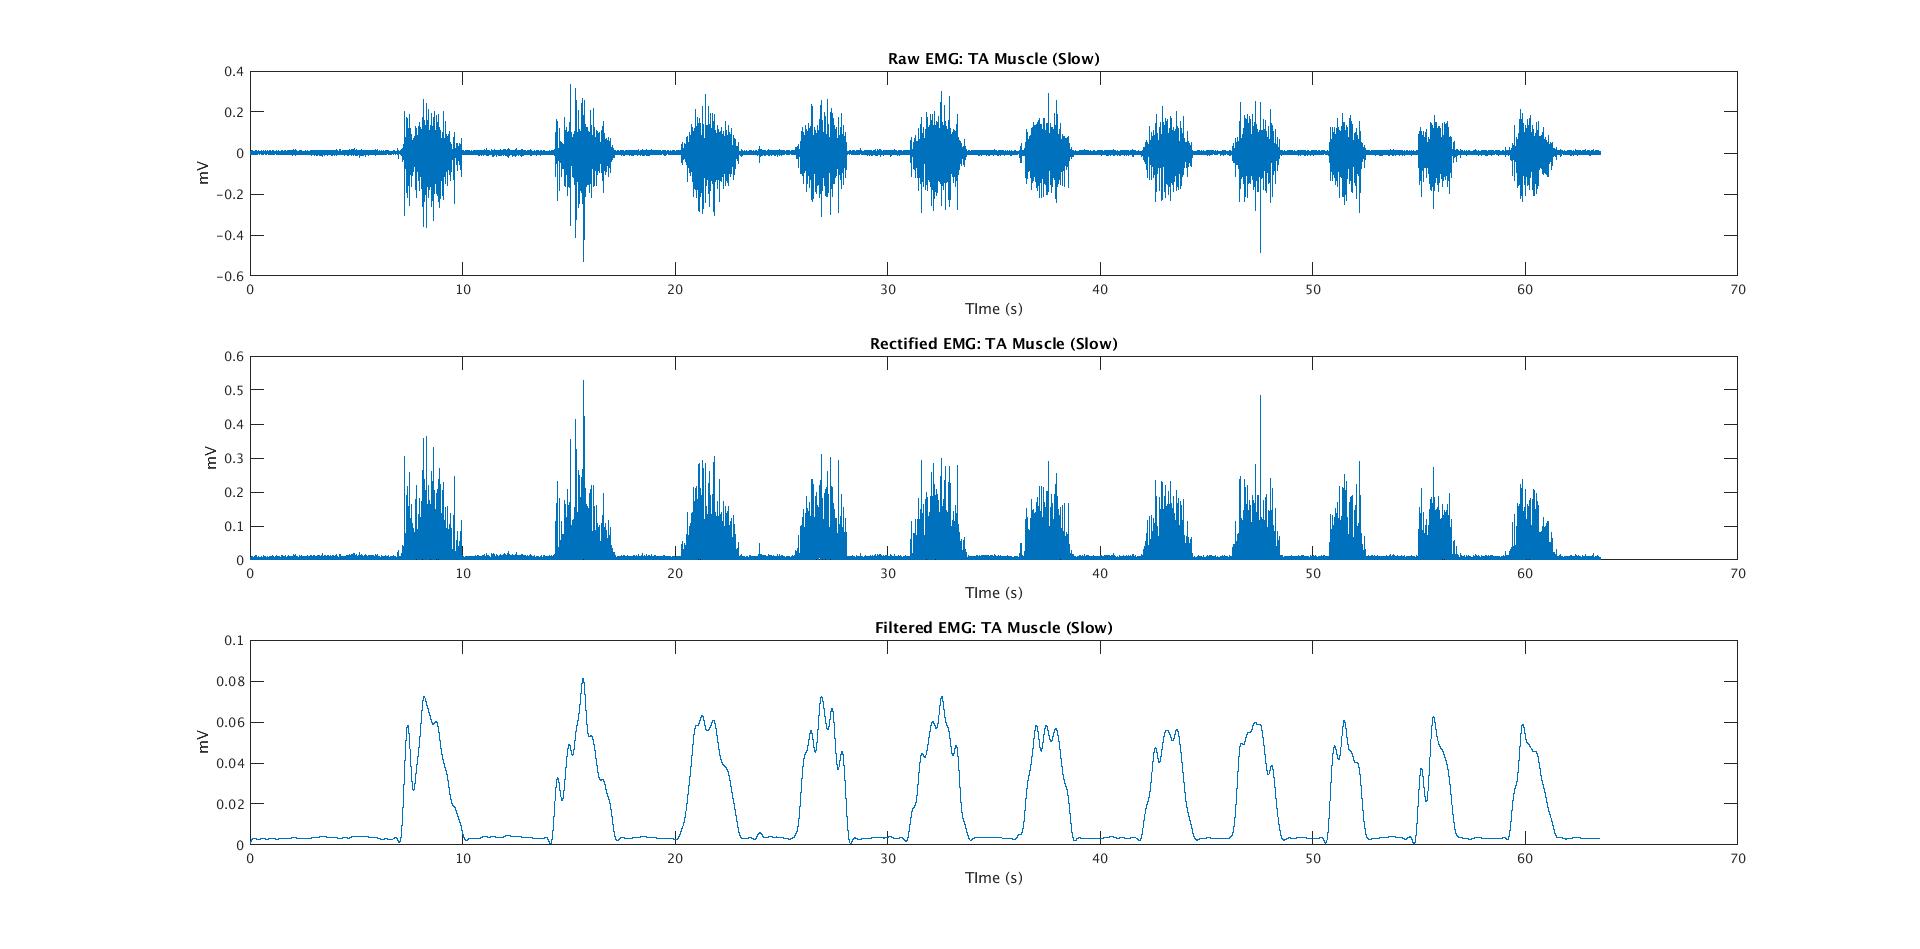 Raw EMG: TA Muscle (Slow)
0.4
0.2
0
−0.2
−0.4
−0.6
mV
0 10 20 30 40 50 60 70
TIme (s)
Rectified EMG: TA Muscle (Slow)
0.6
0.5
0.4
0.3
0.2
0.1
0
mV
0 10 20 30 40 50 60 70
TIme (s)
Filtered EMG: TA Muscle (Slow)
0.1
0.08
0.06
0.04
0.02
0
mV
0 10 20 30 40 50 60 70
TIme (s)